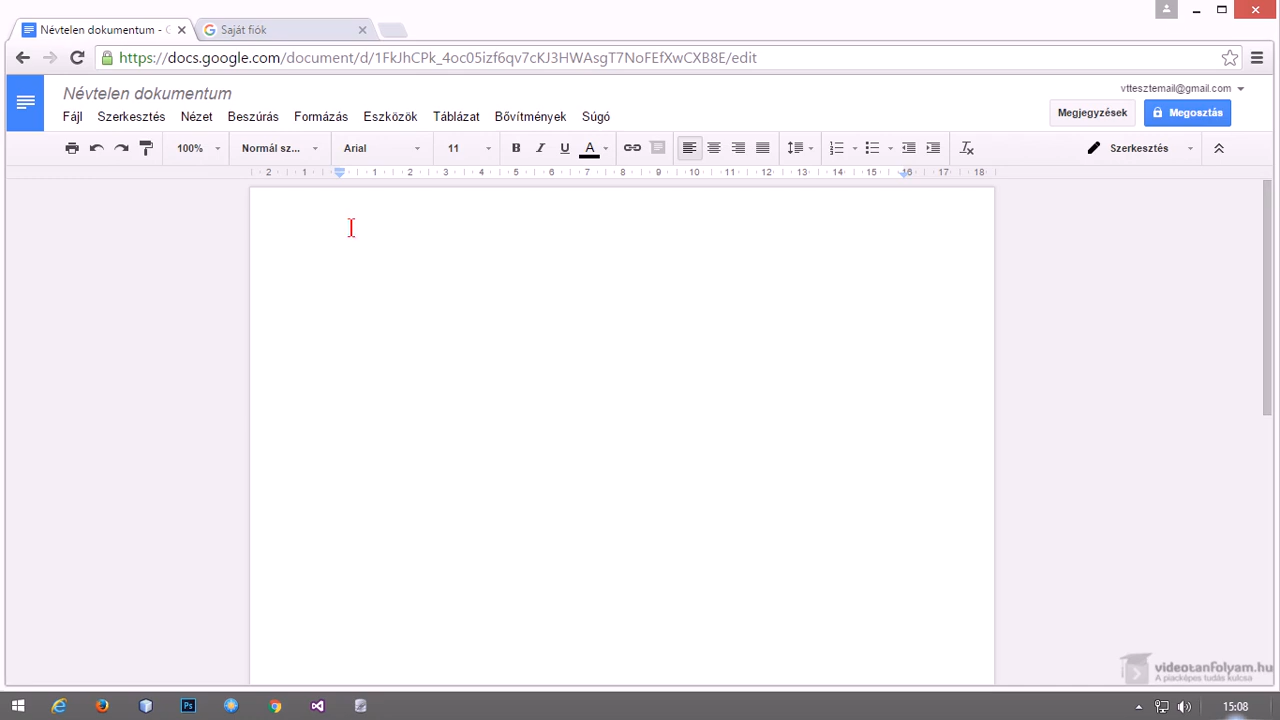 Névtelen dokumentum - G
Saját fiók
https://docs.google.com/document/d/1FkJhCPk_4oc05izf6qv7cKJ3HWAsgT7NoFEfXwCXB8E/edit
Névtelen dokumentum
vttesztemail@gmail.com
Fájl Szerkesztés Nézet Beszúrás Formázás Eszközök Táblázat Bővítmények Súgó
Megjegyzések
Megosztás
100% Normál sz... Arial 11 B I U A Szerkesztés
2 1 1 2 3 4 5 6 7 8 9 10 11 12 13 14 15 16 17 18
videotanfolyam.hu
A piacképes tudás kulcsa
15:08